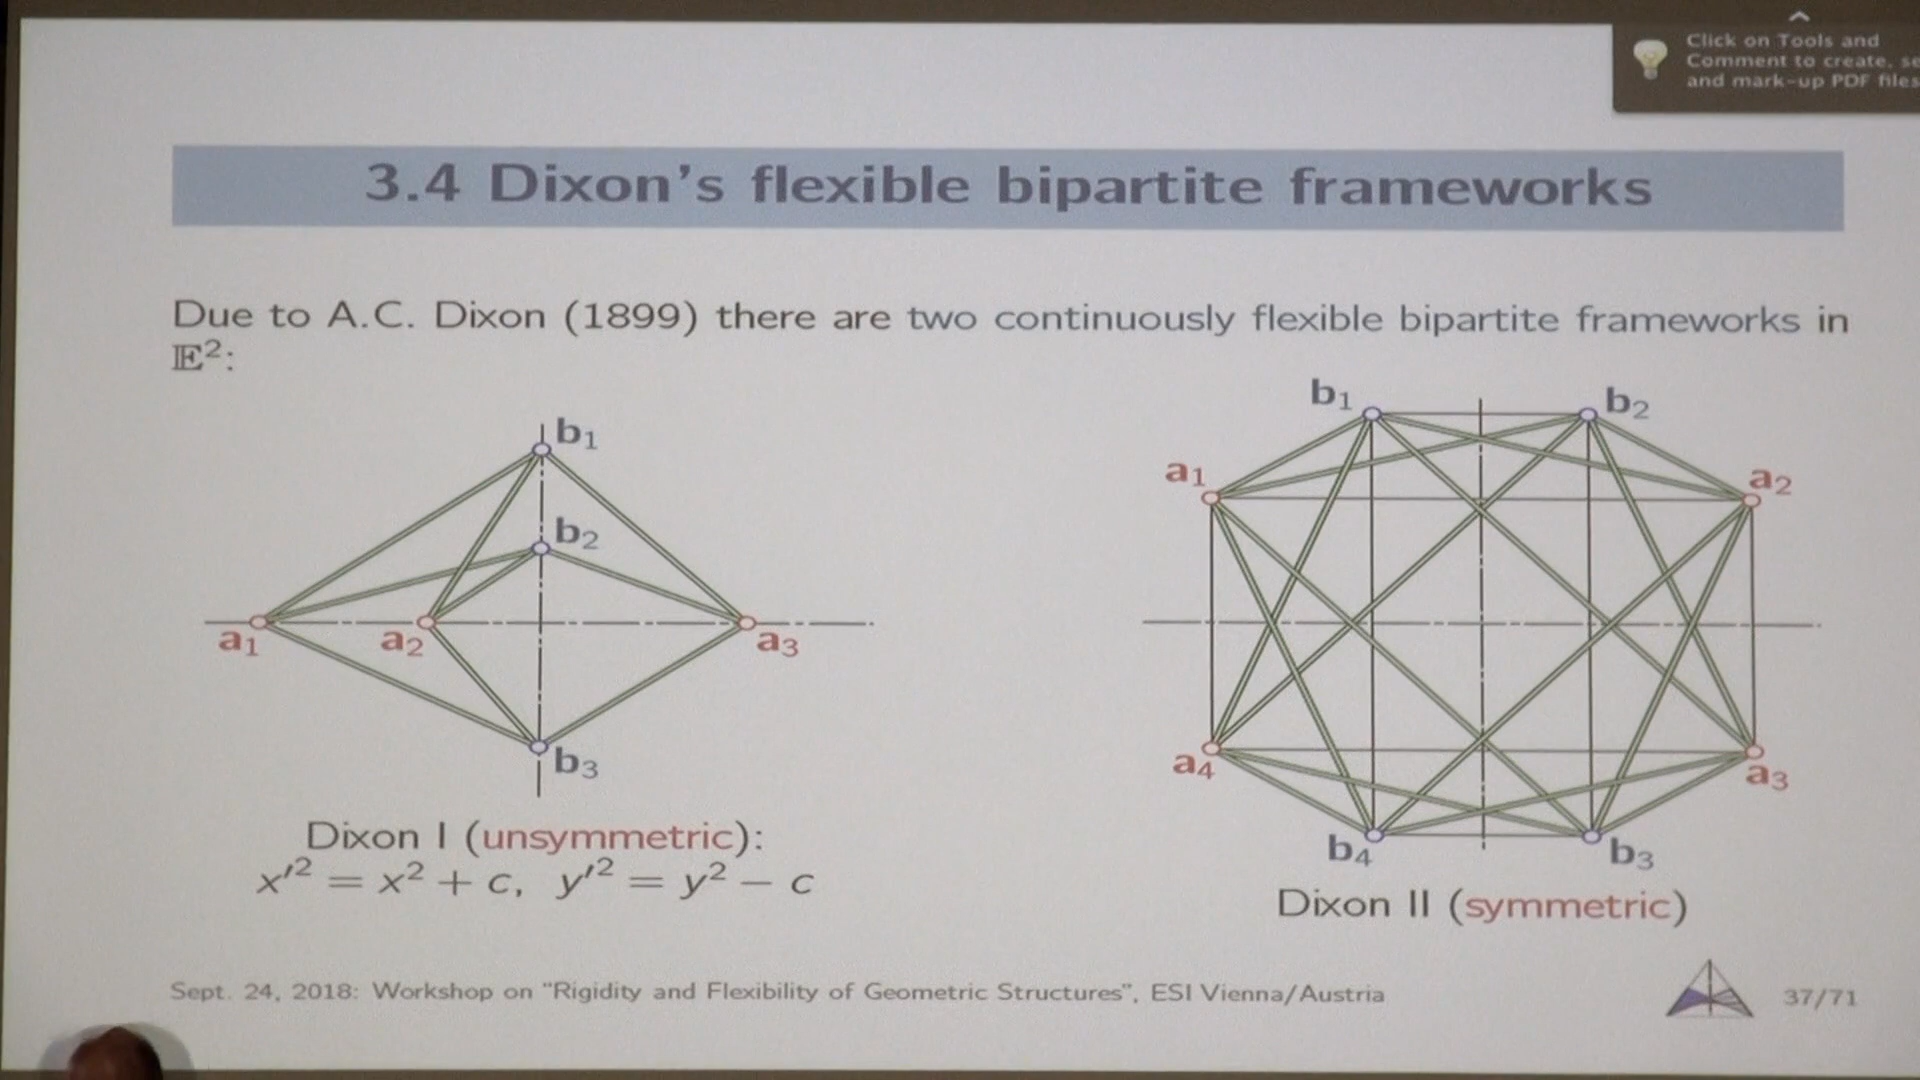 Click on Tools and
Comment to create, se
and mark-up PDF files
3.4 Dixon's flexible bipartite frameworks
Due to A.C. Dixon (1899) there are two continuously flexible bipartite frameworks in
𝔼²:
b₁
b₂
a₁
a₂
a₃
b₃
Dixon I (unsymmetric):
x′² = x² + c, y′² = y² − c
b₁
b₂
a₁
a₂
a₄
a₃
b₄
b₃
Dixon II (symmetric)
Sept. 24, 2018: Workshop on "Rigidity and Flexibility of Geometric Structures", ESI Vienna/Austria
37/71